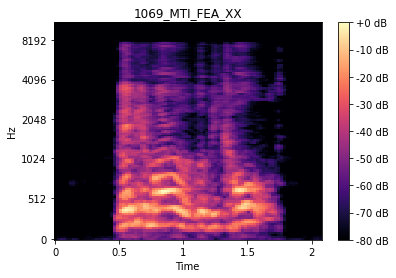 1069_MTI_FEA_XX
8192
4096
2048
1024
512
0
Hz
0
0.5
1
1.5
2
Time
+0 dB
-10 dB
-20 dB
-30 dB
-40 dB
-50 dB
-60 dB
-70 dB
-80 dB